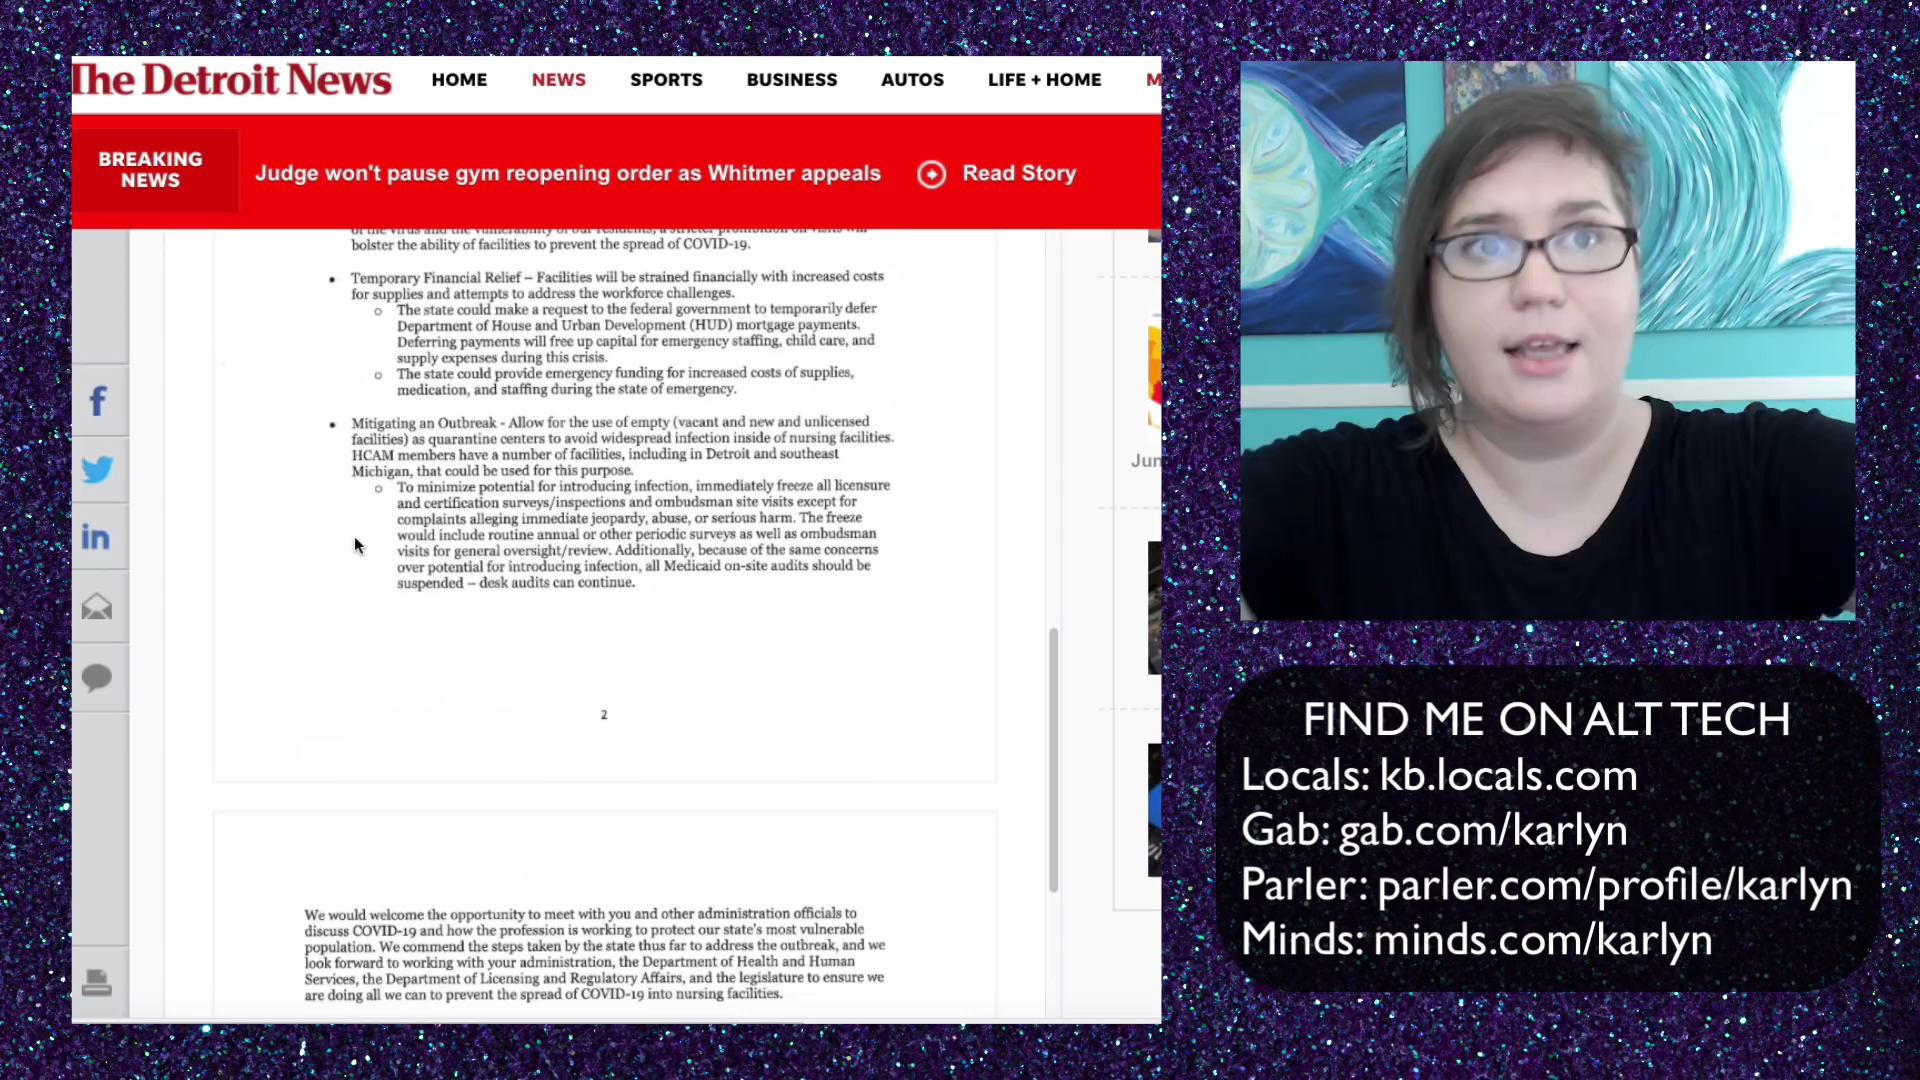 The Detroit News
HOME NEWS SPORTS BUSINESS AUTOS LIFE + HOME M
BREAKING NEWS
Judge won't pause gym reopening order as Whitmer appeals
Read Story
of the virus and the vulnerability of our residents, a stricter prohibition on visits will
bolster the ability of facilities to prevent the spread of COVID-19.
• Temporary Financial Relief – Facilities will be strained financially with increased costs
for supplies and attempts to address the workforce challenges.
o The state could make a request to the federal government to temporarily defer
Department of House and Urban Development (HUD) mortgage payments.
Deferring payments will free up capital for emergency staffing, child care, and
supply expenses during this crisis.
o The state could provide emergency funding for increased costs of supplies,
medication, and staffing during the state of emergency.
• Mitigating an Outbreak - Allow for the use of empty (vacant and new and unlicensed
facilities) as quarantine centers to avoid widespread infection inside of nursing facilities.
HCAM members have a number of facilities, including in Detroit and southeast
Michigan, that could be used for this purpose.
o To minimize potential for introducing infection, immediately freeze all licensure
and certification surveys/inspections and ombudsman site visits except for
complaints alleging immediate jeopardy, abuse, or serious harm. The freeze
would include routine annual or other periodic surveys as well as ombudsman
visits for general oversight/review. Additionally, because of the same concerns
over potential for introducing infection, all Medicaid on-site audits should be
suspended – desk audits can continue.
2
We would welcome the opportunity to meet with you and other administration officials to
discuss COVID-19 and how the profession is working to protect our state's most vulnerable
population. We commend the steps taken by the state thus far to address the outbreak, and we
look forward to working with your administration, the Department of Health and Human
Services, the Department of Licensing and Regulatory Affairs, and the legislature to ensure we
are doing all we can to prevent the spread of COVID-19 into nursing facilities.
Jun
FIND ME ON ALT TECH
Locals: kb.locals.com
Gab: gab.com/karlyn
Parler: parler.com/profile/karlyn
Minds: minds.com/karlyn